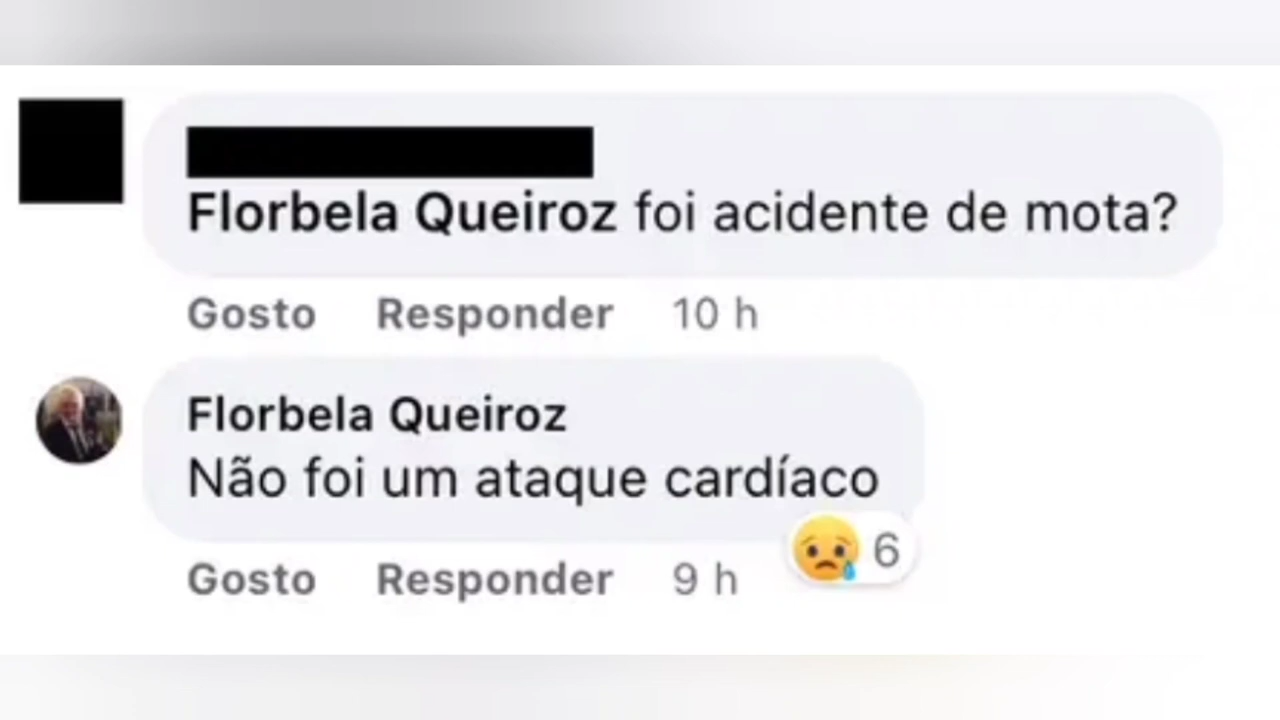 Florbela Queiroz foi acidente de mota?
Gosto Responder 10 h
Florbela Queiroz
Não foi um ataque cardíaco
6
Gosto Responder 9 h